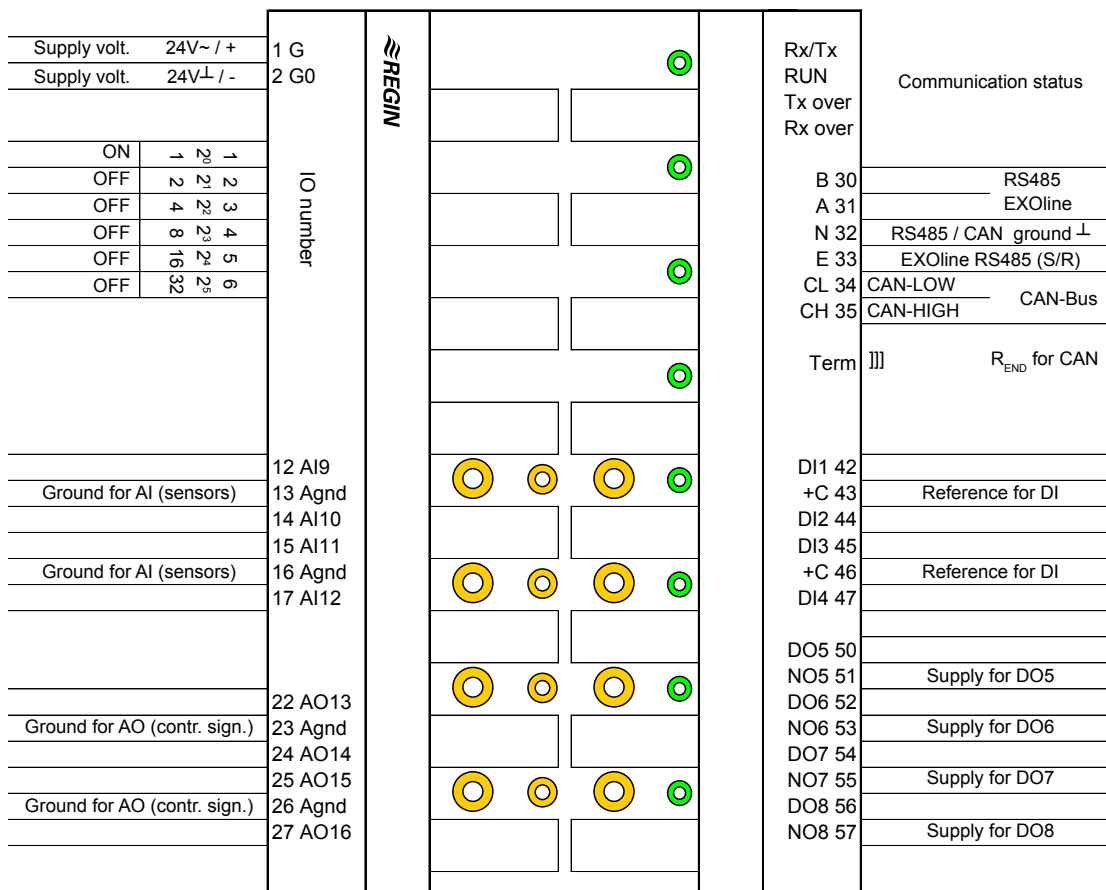 Supply volt. 24V~ / +
1 G
Supply volt. 24V⊥ / -
2 G0
ON 1 2⁰ 1
OFF 2 2¹ 2
OFF 4 2² 3
OFF 8 2³ 4
OFF 16 2⁴ 5
OFF 32 2⁵ 6
IO number
REGIN
12 AI9
Ground for AI (sensors) 13 Agnd
14 AI10
15 AI11
Ground for AI (sensors) 16 Agnd
17 AI12
22 AO13
Ground for AO (contr. sign.) 23 Agnd
24 AO14
25 AO15
Ground for AO (contr. sign.) 26 Agnd
27 AO16
Rx/Tx
RUN
Communication status
Tx over
Rx over
B 30 RS485
A 31 EXOline
N 32 RS485 / CAN ground ⊥
E 33 EXOline RS485 (S/R)
CL 34 CAN-LOW
CAN-Bus
CH 35 CAN-HIGH
Term ]]] R_END for CAN
DI1 42
+C 43 Reference for DI
DI2 44
DI3 45
+C 46 Reference for DI
DI4 47
DO5 50
NO5 51 Supply for DO5
DO6 52
NO6 53 Supply for DO6
DO7 54
NO7 55 Supply for DO7
DO8 56
NO8 57 Supply for DO8